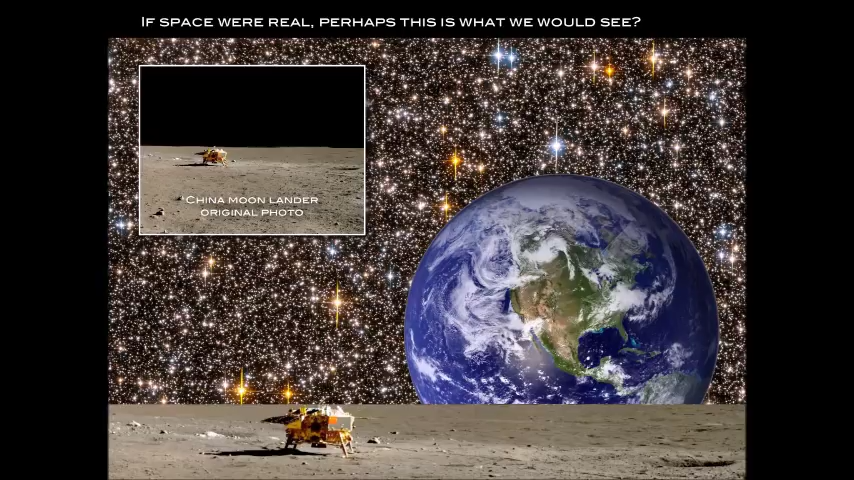 If space were real, perhaps this is what we would see?
*China moon lander
original photo